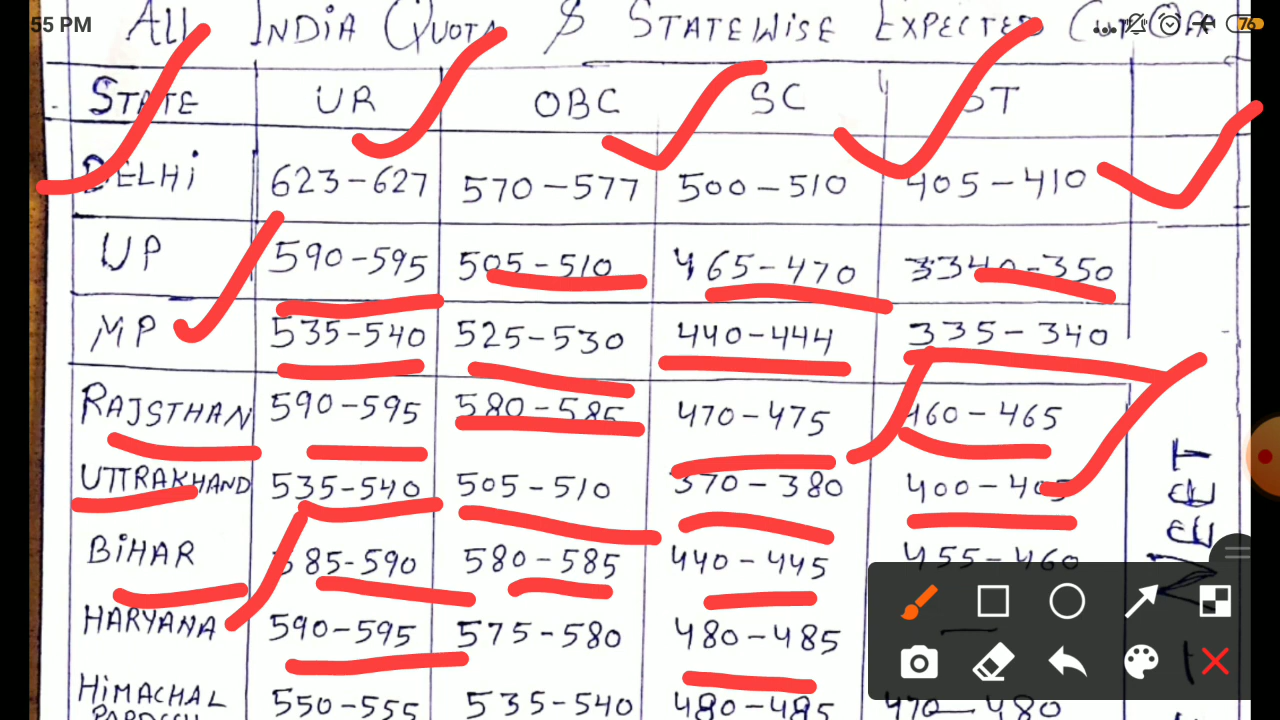 55 PM
76
All India Quota & Statewise Expected
STATE UR OBC SC ST
DELHi 623-627 570-577 500-510 405-410
UP 590-595 505-510 465-470 3340-350
MP 535-540 525-530 440-444 335-340
RAJSTHAN 590-595 580-585 470-475 460-465
UTTRAKHAND 535-540 505-510 370-380 400-405
BiHAR 585-590 580-585 440-445 455-460
HARYANA 590-595 575-580 480-485
HiMACHAL 550-555 535-540 480-485 470-480
NEET